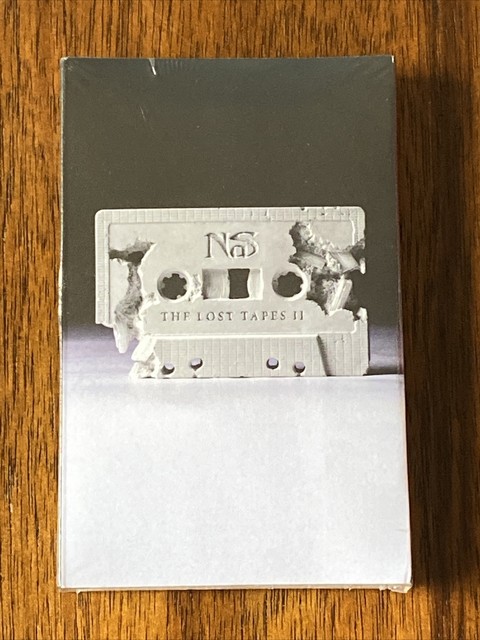 NaS
THE LOST TAPES II